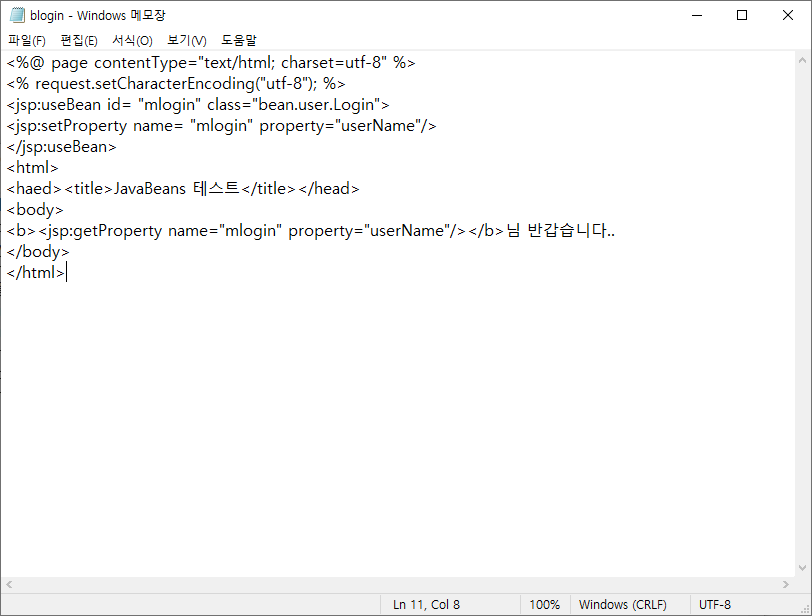 blogin - Windows 메모장
파일(F) 편집(E) 서식(O) 보기(V) 도움말
<%@ page contentType="text/html; charset=utf-8" %>
<% request.setCharacterEncoding("utf-8"); %>
<jsp:useBean id= "mlogin" class="bean.user.Login">
<jsp:setProperty name= "mlogin" property="userName"/>
</jsp:useBean>
<html>
<haed><title>JavaBeans 테스트</title></head>
<body>
<b><jsp:getProperty name="mlogin" property="userName"/></b>님 반갑습니다..
</body>
</html>
Ln 11, Col 8 100% Windows (CRLF) UTF-8